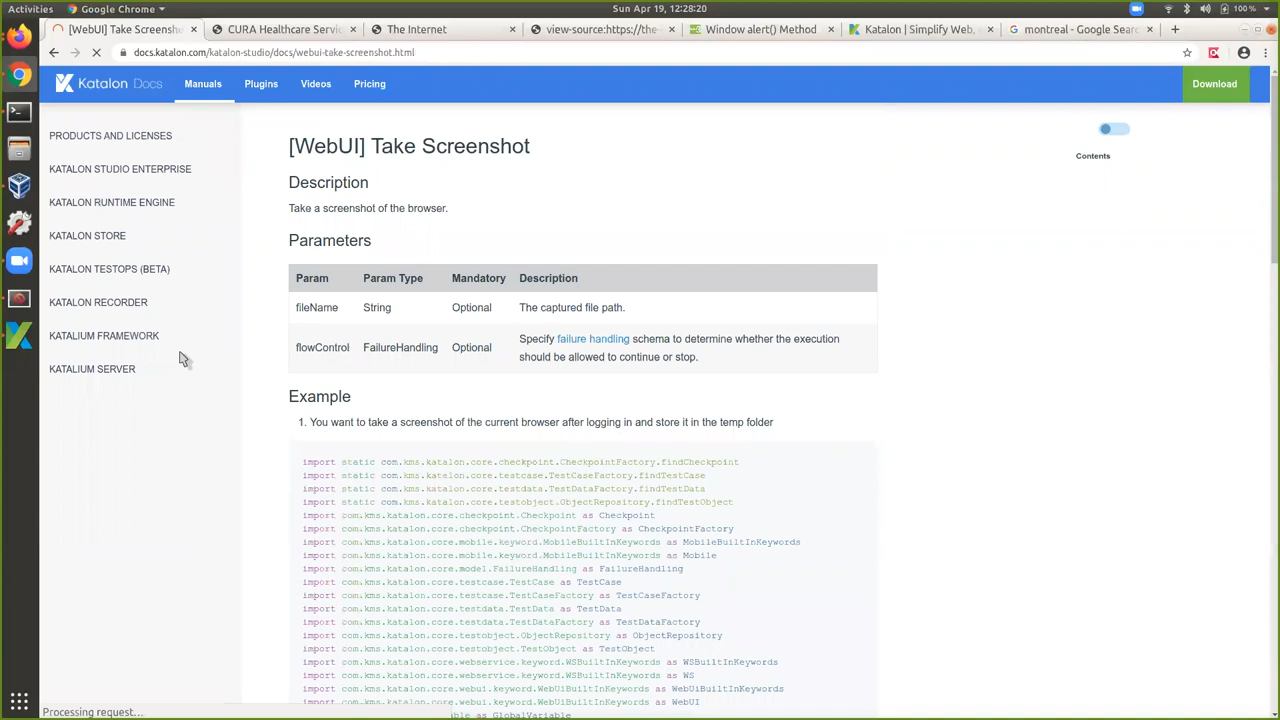 Activities
Google Chrome
Sun Apr 19, 12:28:20
100 %
[WebUI] Take Screensh
CURA Healthcare Servic
The Internet
view-source:https://the-
Window alert() Method
Katalon | Simplify Web,
montreal - Google Searc
docs.katalon.com/katalon-studio/docs/webui-take-screenshot.html
Katalon Docs
Manuals
Plugins
Videos
Pricing
Download
PRODUCTS AND LICENSES
KATALON STUDIO ENTERPRISE
KATALON RUNTIME ENGINE
KATALON STORE
KATALON TESTOPS (BETA)
KATALON RECORDER
KATALIUM FRAMEWORK
KATALIUM SERVER
[WebUI] Take Screenshot
Contents
Description
Take a screenshot of the browser.
Parameters
Param Param Type Mandatory Description
fileName String Optional The captured file path.
flowControl FailureHandling Optional Specify failure handling schema to determine whether the execution
should be allowed to continue or stop.
Example
1. You want to take a screenshot of the current browser after logging in and store it in the temp folder
import static com.kms.katalon.core.checkpoint.CheckpointFactory.findCheckpoint
import static com.kms.katalon.core.testcase.TestCaseFactory.findTestCase
import static com.kms.katalon.core.testdata.TestDataFactory.findTestData
import static com.kms.katalon.core.testobject.ObjectRepository.findTestObject
import com.kms.katalon.core.checkpoint.Checkpoint as Checkpoint
import com.kms.katalon.core.checkpoint.CheckpointFactory as CheckpointFactory
import com.kms.katalon.core.mobile.keyword.MobileBuiltInKeywords as MobileBuiltInKeywords
import com.kms.katalon.core.mobile.keyword.MobileBuiltInKeywords as Mobile
import com.kms.katalon.core.model.FailureHandling as FailureHandling
import com.kms.katalon.core.testcase.TestCase as TestCase
import com.kms.katalon.core.testcase.TestCaseFactory as TestCaseFactory
import com.kms.katalon.core.testdata.TestData as TestData
import com.kms.katalon.core.testdata.TestDataFactory as TestDataFactory
import com.kms.katalon.core.testobject.ObjectRepository as ObjectRepository
import com.kms.katalon.core.testobject.TestObject as TestObject
import com.kms.katalon.core.webservice.keyword.WSBuiltInKeywords as WSBuiltInKeywords
import com.kms.katalon.core.webservice.keyword.WSBuiltInKeywords as WS
import com.kms.katalon.core.webui.keyword.WebUiBuiltInKeywords as WebUiBuiltInKeywords
import com.kms.katalon.core.webui.keyword.WebUiBuiltInKeywords as WebUI
able as GlobalVariable
Processing request...